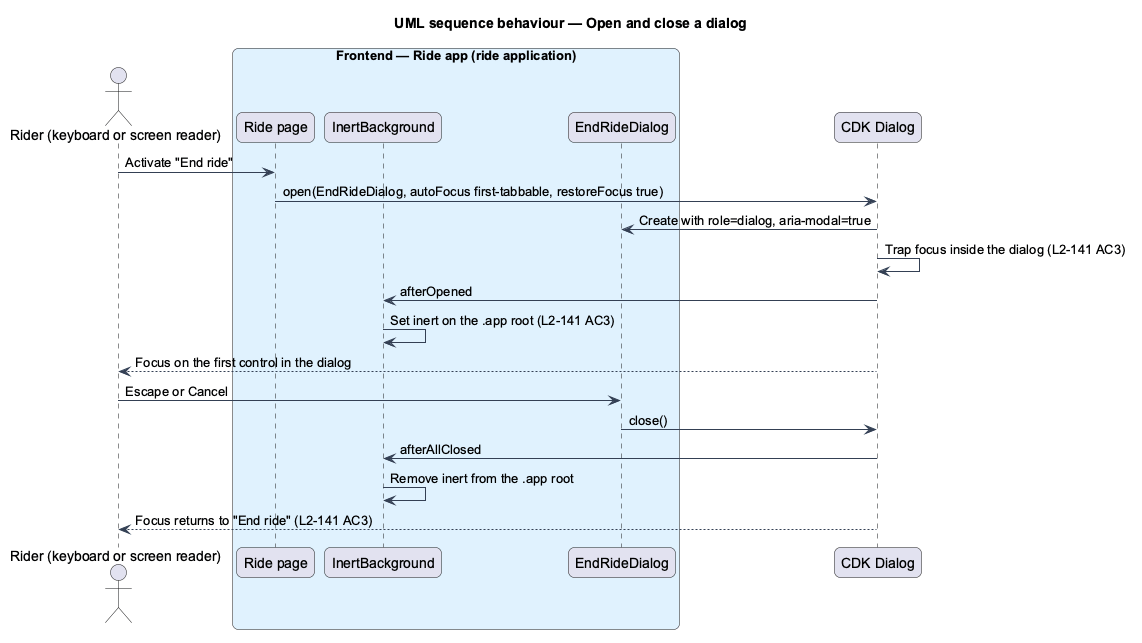 UML sequence behaviour — Open and close a dialog
Frontend — Ride app (ride application)
Rider (keyboard or screen reader)
Ride page
InertBackground
EndRideDialog
CDK Dialog
Activate "End ride"
open(EndRideDialog, autoFocus first-tabbable, restoreFocus true)
Create with role=dialog, aria-modal=true
Trap focus inside the dialog (L2-141 AC3)
afterOpened
Set inert on the .app root (L2-141 AC3)
Focus on the first control in the dialog
Escape or Cancel
close()
afterAllClosed
Remove inert from the .app root
Focus returns to "End ride" (L2-141 AC3)
Rider (keyboard or screen reader)
Ride page
InertBackground
EndRideDialog
CDK Dialog